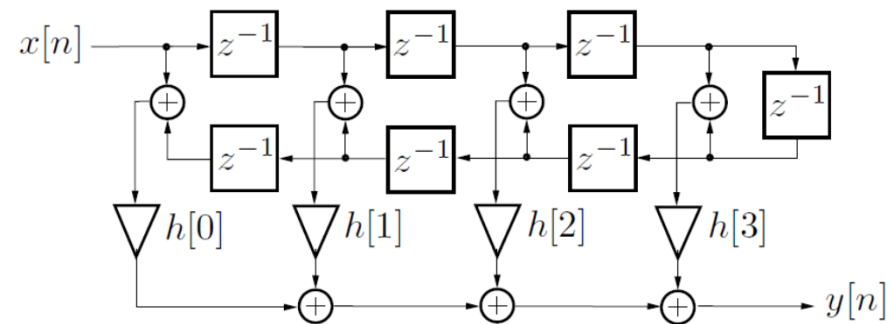 x[n] z⁻¹ z⁻¹ z⁻¹
+ + + + z⁻¹
z⁻¹ z⁻¹ z⁻¹
h[0] h[1] h[2] h[3]
+ + + y[n]